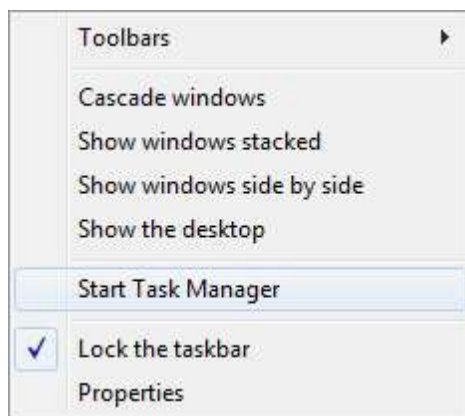 Toolbars
Cascade windows
Show windows stacked
Show windows side by side
Show the desktop
Start Task Manager
Lock the taskbar
Properties